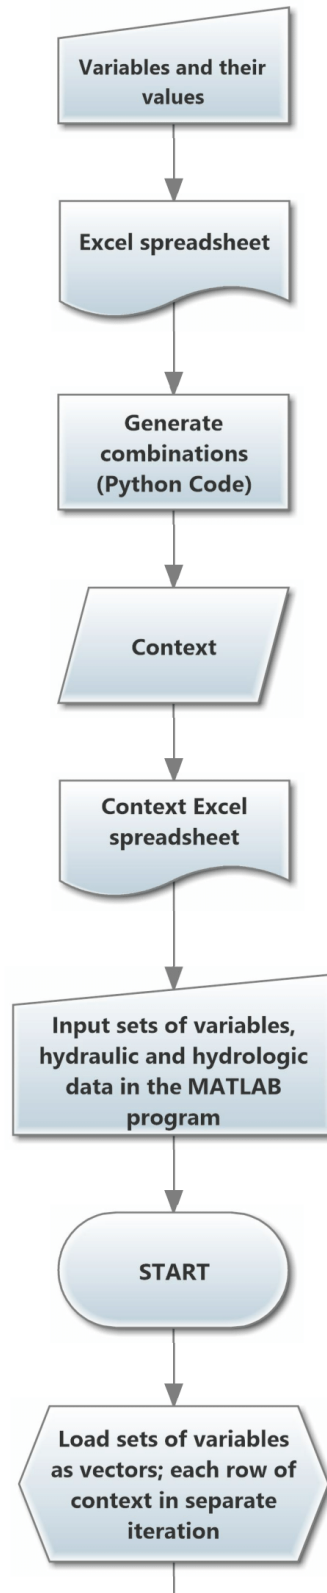 Variables and their
values
Excel spreadsheet
Generate
combinations
(Python Code)
Context
Context Excel
spreadsheet
Input sets of variables,
hydraulic and hydrologic
data in the MATLAB
program
START
Load sets of variables
as vectors; each row of
context in separate
iteration